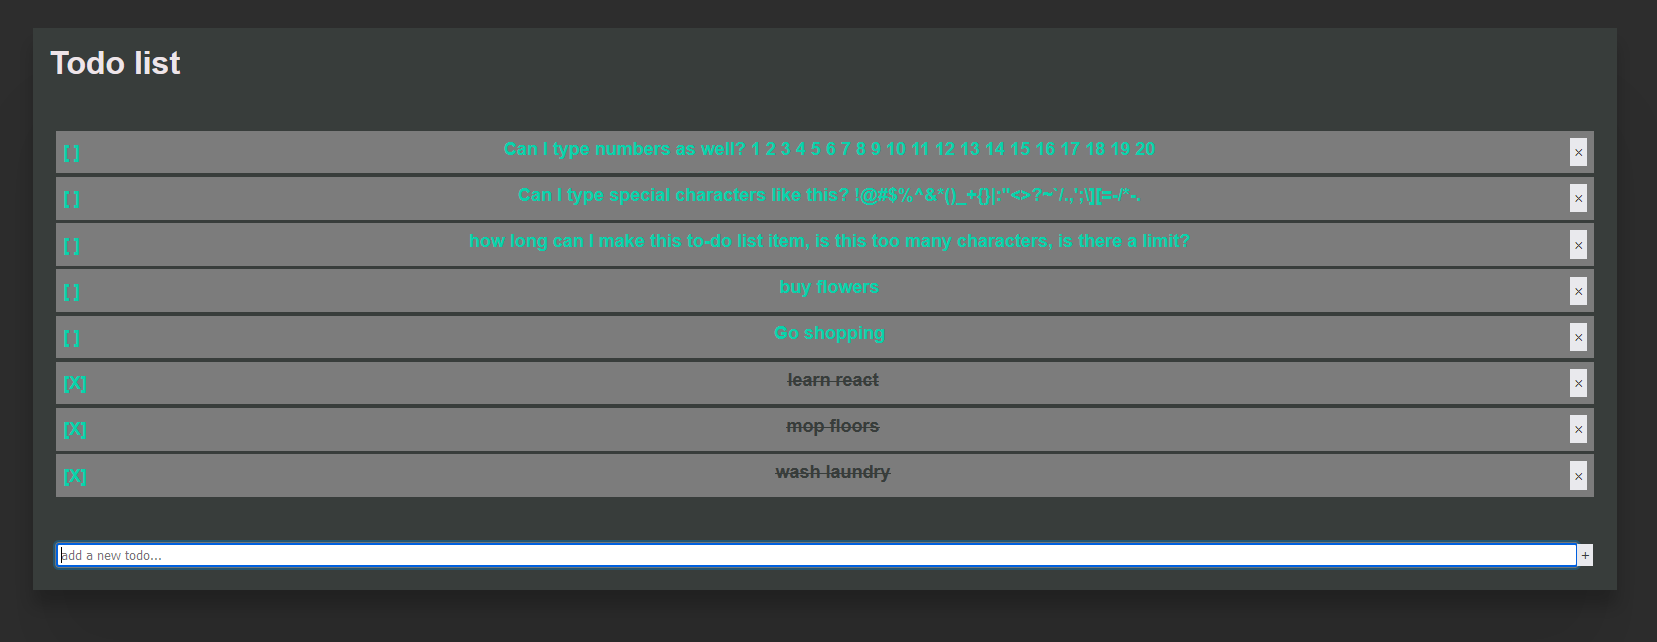 Todo list
[ ] Can I type numbers as well? 1 2 3 4 5 6 7 8 9 10 11 12 13 14 15 16 17 18 19 20 ×
[ ] Can I type special characters like this? !@#$%^&*()_+{}|:"<>?~`/.,';\][=-/*-. ×
[ ] how long can I make this to-do list item, is this too many characters, is there a limit? ×
[ ] buy flowers ×
[ ] Go shopping ×
[X] learn react ×
[X] mop floors ×
[X] wash laundry ×
add a new todo... +